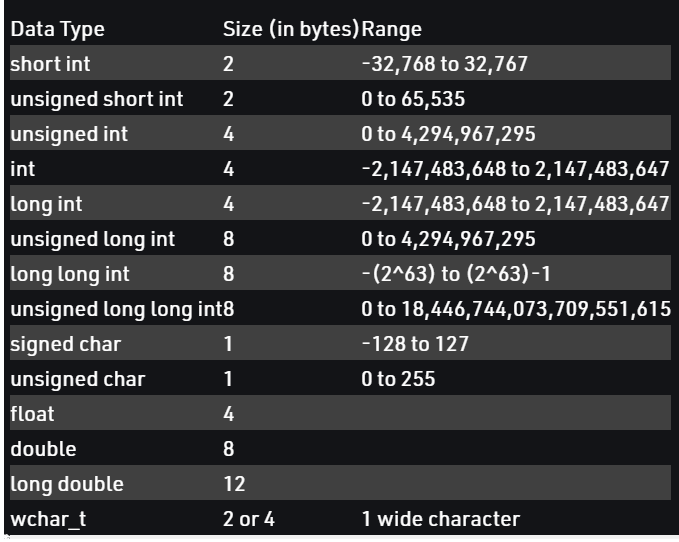 Data Type Size (in bytes) Range
short int 2 -32,768 to 32,767
unsigned short int 2 0 to 65,535
unsigned int 4 0 to 4,294,967,295
int 4 -2,147,483,648 to 2,147,483,647
long int 4 -2,147,483,648 to 2,147,483,647
unsigned long int 8 0 to 4,294,967,295
long long int 8 -(2^63) to (2^63)-1
unsigned long long int 8 0 to 18,446,744,073,709,551,615
signed char 1 -128 to 127
unsigned char 1 0 to 255
float 4
double 8
long double 12
wchar_t 2 or 4 1 wide character